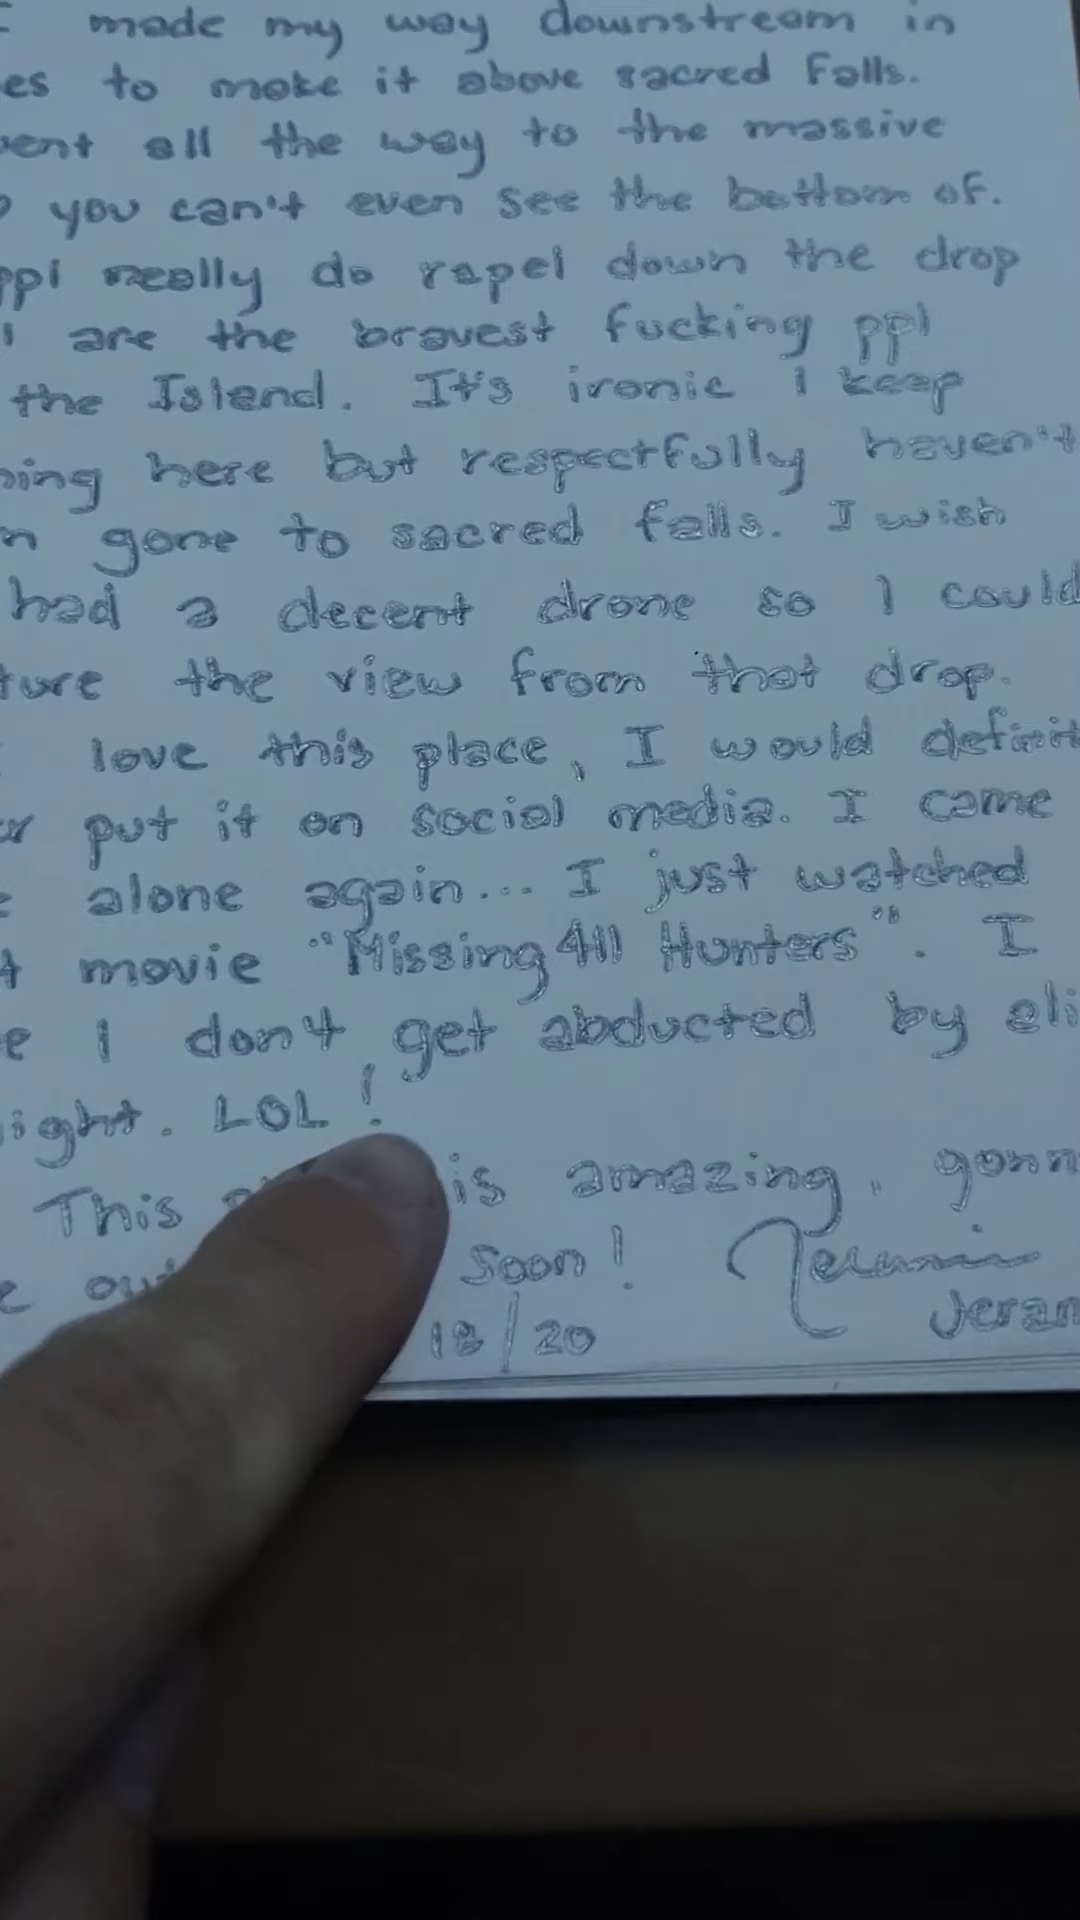 made my way downstream in
es to make it above sacred Falls.
ent all the way to the massive
you can't even see the bottom of.
ppl really do rapel down the drop
are the bravest fucking ppl
the Island. It's ironic I keep
ing here but respectfully haven't
n gone to sacred falls. I wish
had a decent drone so I could
ture the view from that drop.
love this place, I would definit
er put it on social media. I came
e alone again... I just watched
t movie "Missing 411 Hunters". I
e I don't get abducted by ali
ight. LOL!
This is amazing, gonn
e out soon!
18/20 Jeran